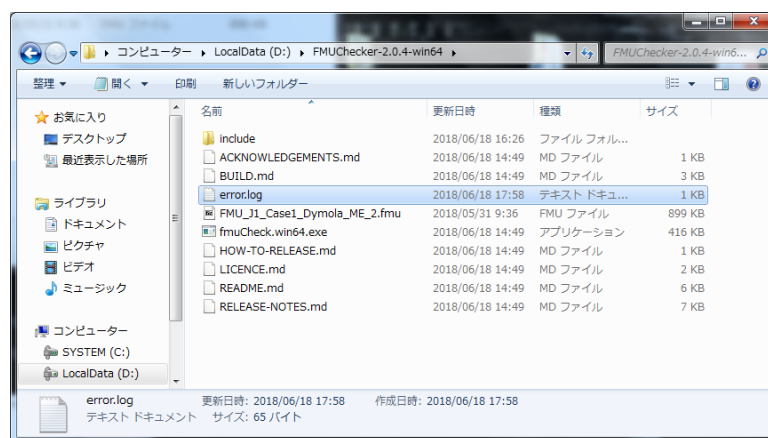 コンピューター ▸ LocalData (D:) ▸ FMUChecker-2.0.4-win64 ▸
FMUChecker-2.0.4-win6...
整理 ▼ 開く ▼ 印刷 新しいフォルダー
名前 更新日時 種類 サイズ
お気に入り
デスクトップ
最近表示した場所
ライブラリ
ドキュメント
ピクチャ
ビデオ
ミュージック
コンピューター
SYSTEM (C:)
LocalData (D:)
include 2018/06/18 16:26 ファイル フォル...
ACKNOWLEDGEMENTS.md 2018/06/18 14:49 MD ファイル 1 KB
BUILD.md 2018/06/18 14:49 MD ファイル 3 KB
error.log 2018/06/18 17:58 テキスト ドキュ... 1 KB
FMU_J1_Case1_Dymola_ME_2.fmu 2018/05/31 9:36 FMU ファイル 899 KB
fmuCheck.win64.exe 2018/06/18 14:49 アプリケーション 416 KB
HOW-TO-RELEASE.md 2018/06/18 14:49 MD ファイル 1 KB
LICENCE.md 2018/06/18 14:49 MD ファイル 2 KB
README.md 2018/06/18 14:49 MD ファイル 6 KB
RELEASE-NOTES.md 2018/06/18 14:49 MD ファイル 7 KB
error.log 更新日時: 2018/06/18 17:58 作成日時: 2018/06/18 17:58
テキスト ドキュメント サイズ: 65 バイト